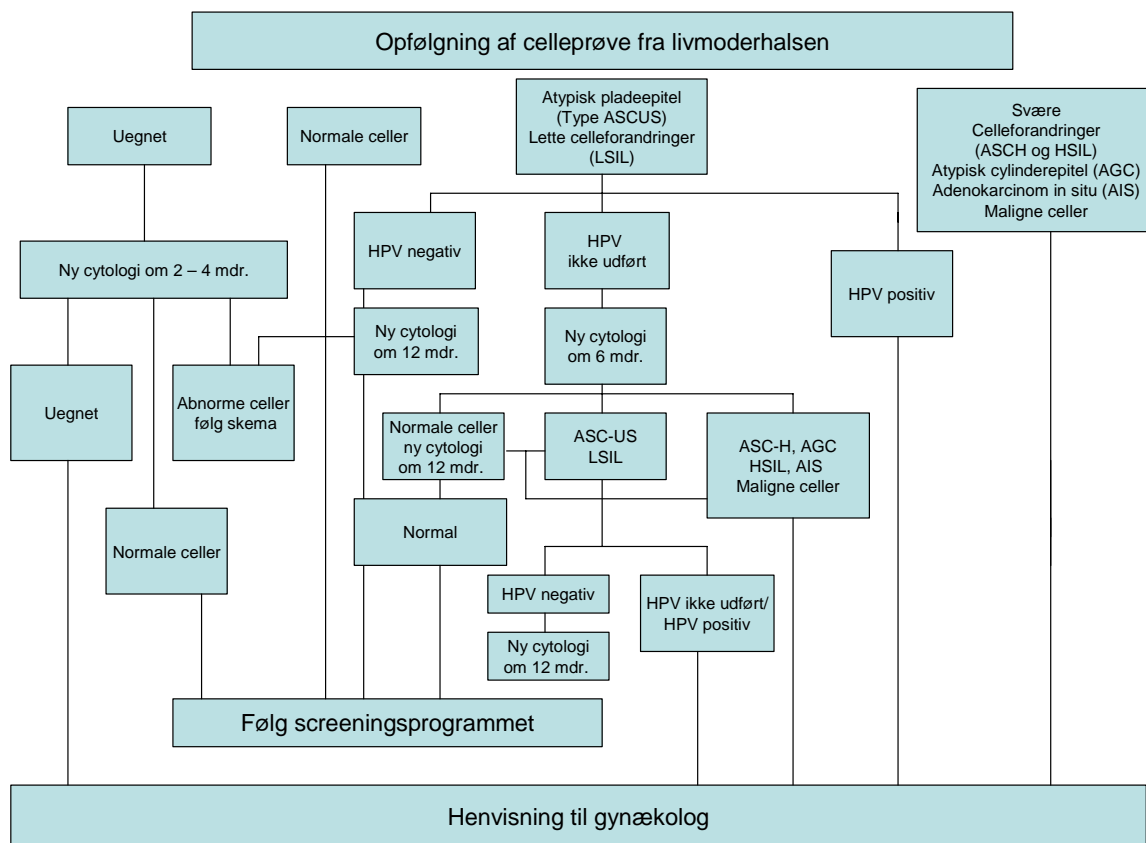 Opfølgning af celleprøve fra livmoderhalsen
Uegnet
Normale celler
Atypisk pladeepitel
(Type ASCUS)
Lette celleforandringer
(LSIL)
Svære
Celleforandringer
(ASCH og HSIL)
Atypisk cylinderepitel (AGC)
Adenokarcinom in situ (AIS)
Maligne celler
Ny cytologi om 2 – 4 mdr.
HPV negativ
HPV
ikke udført
HPV positiv
Uegnet
Abnorme celler
følg skema
Ny cytologi
om 12 mdr.
Ny cytologi
om 6 mdr.
Normale celler
ny cytologi
om 12 mdr.
ASC-US
LSIL
ASC-H, AGC
HSIL, AIS
Maligne celler
Normale celler
Normal
HPV negativ
Ny cytologi
om 12 mdr.
HPV ikke udført/
HPV positiv
Følg screeningsprogrammet
Henvisning til gynækolog